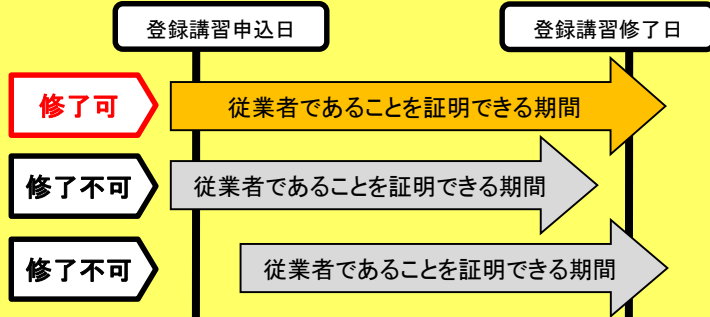 登録講習申込日
登録講習修了日
修了可
従業者であることを証明できる期間
修了不可
従業者であることを証明できる期間
修了不可
従業者であることを証明できる期間